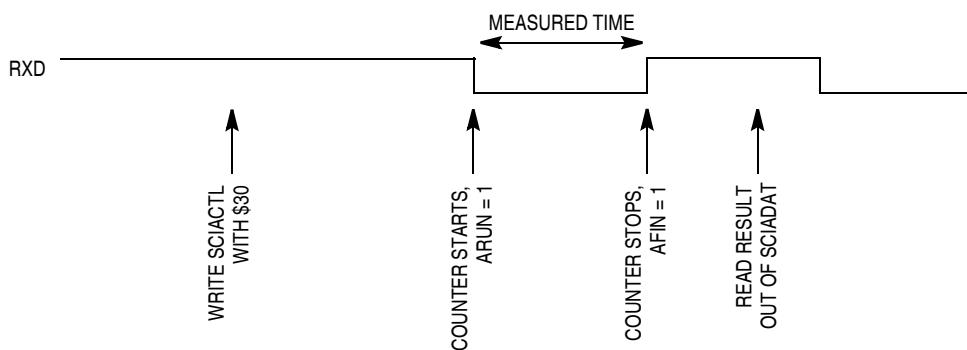 MEASURED TIME
RXD
WRITE SCIACTL
WITH $30
COUNTER STARTS,
ARUN = 1
COUNTER STOPS,
AFIN = 1
READ RESULT
OUT OF SCIADAT